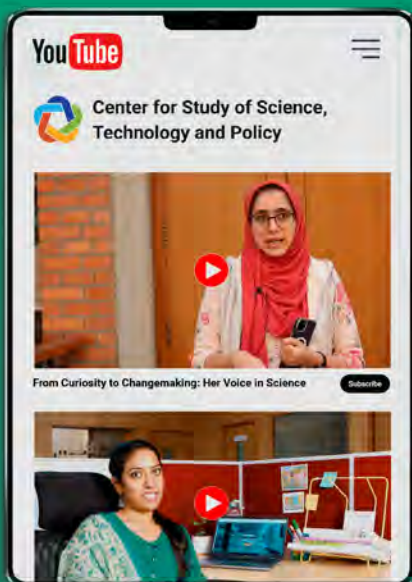 YouTube
Center for Study of Science,
Technology and Policy
From Curiosity to Changemaking: Her Voice in Science
Subscribe